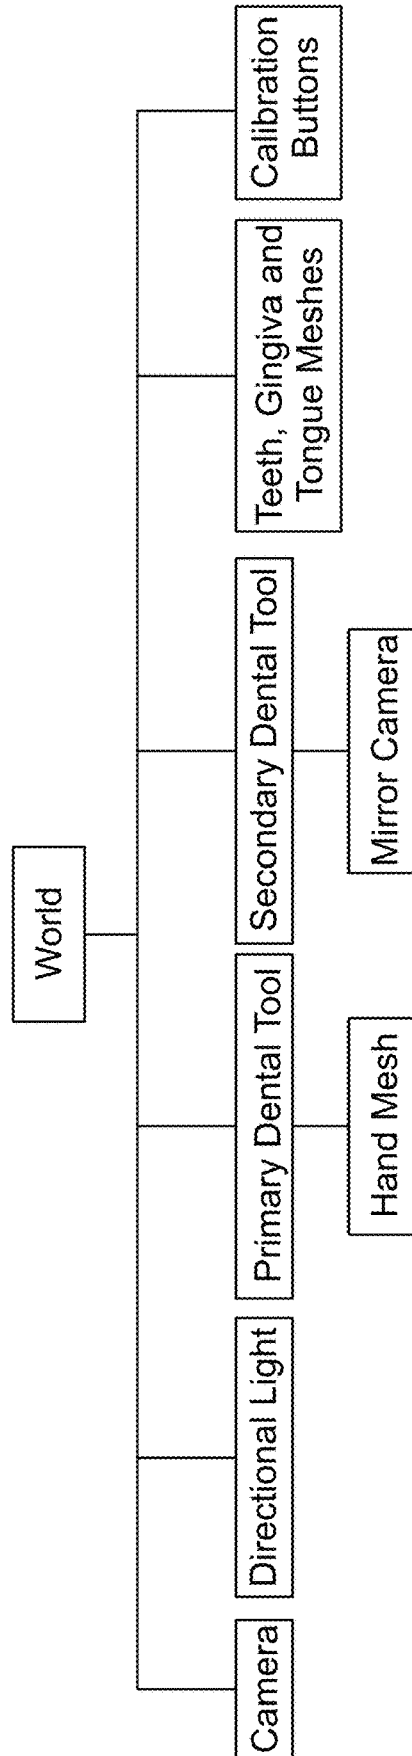 World
Camera
Directional Light
Primary Dental Tool
Secondary Dental Tool
Teeth, Gingiva and
Tongue Meshes
Calibration
Buttons
Hand Mesh
Mirror Camera